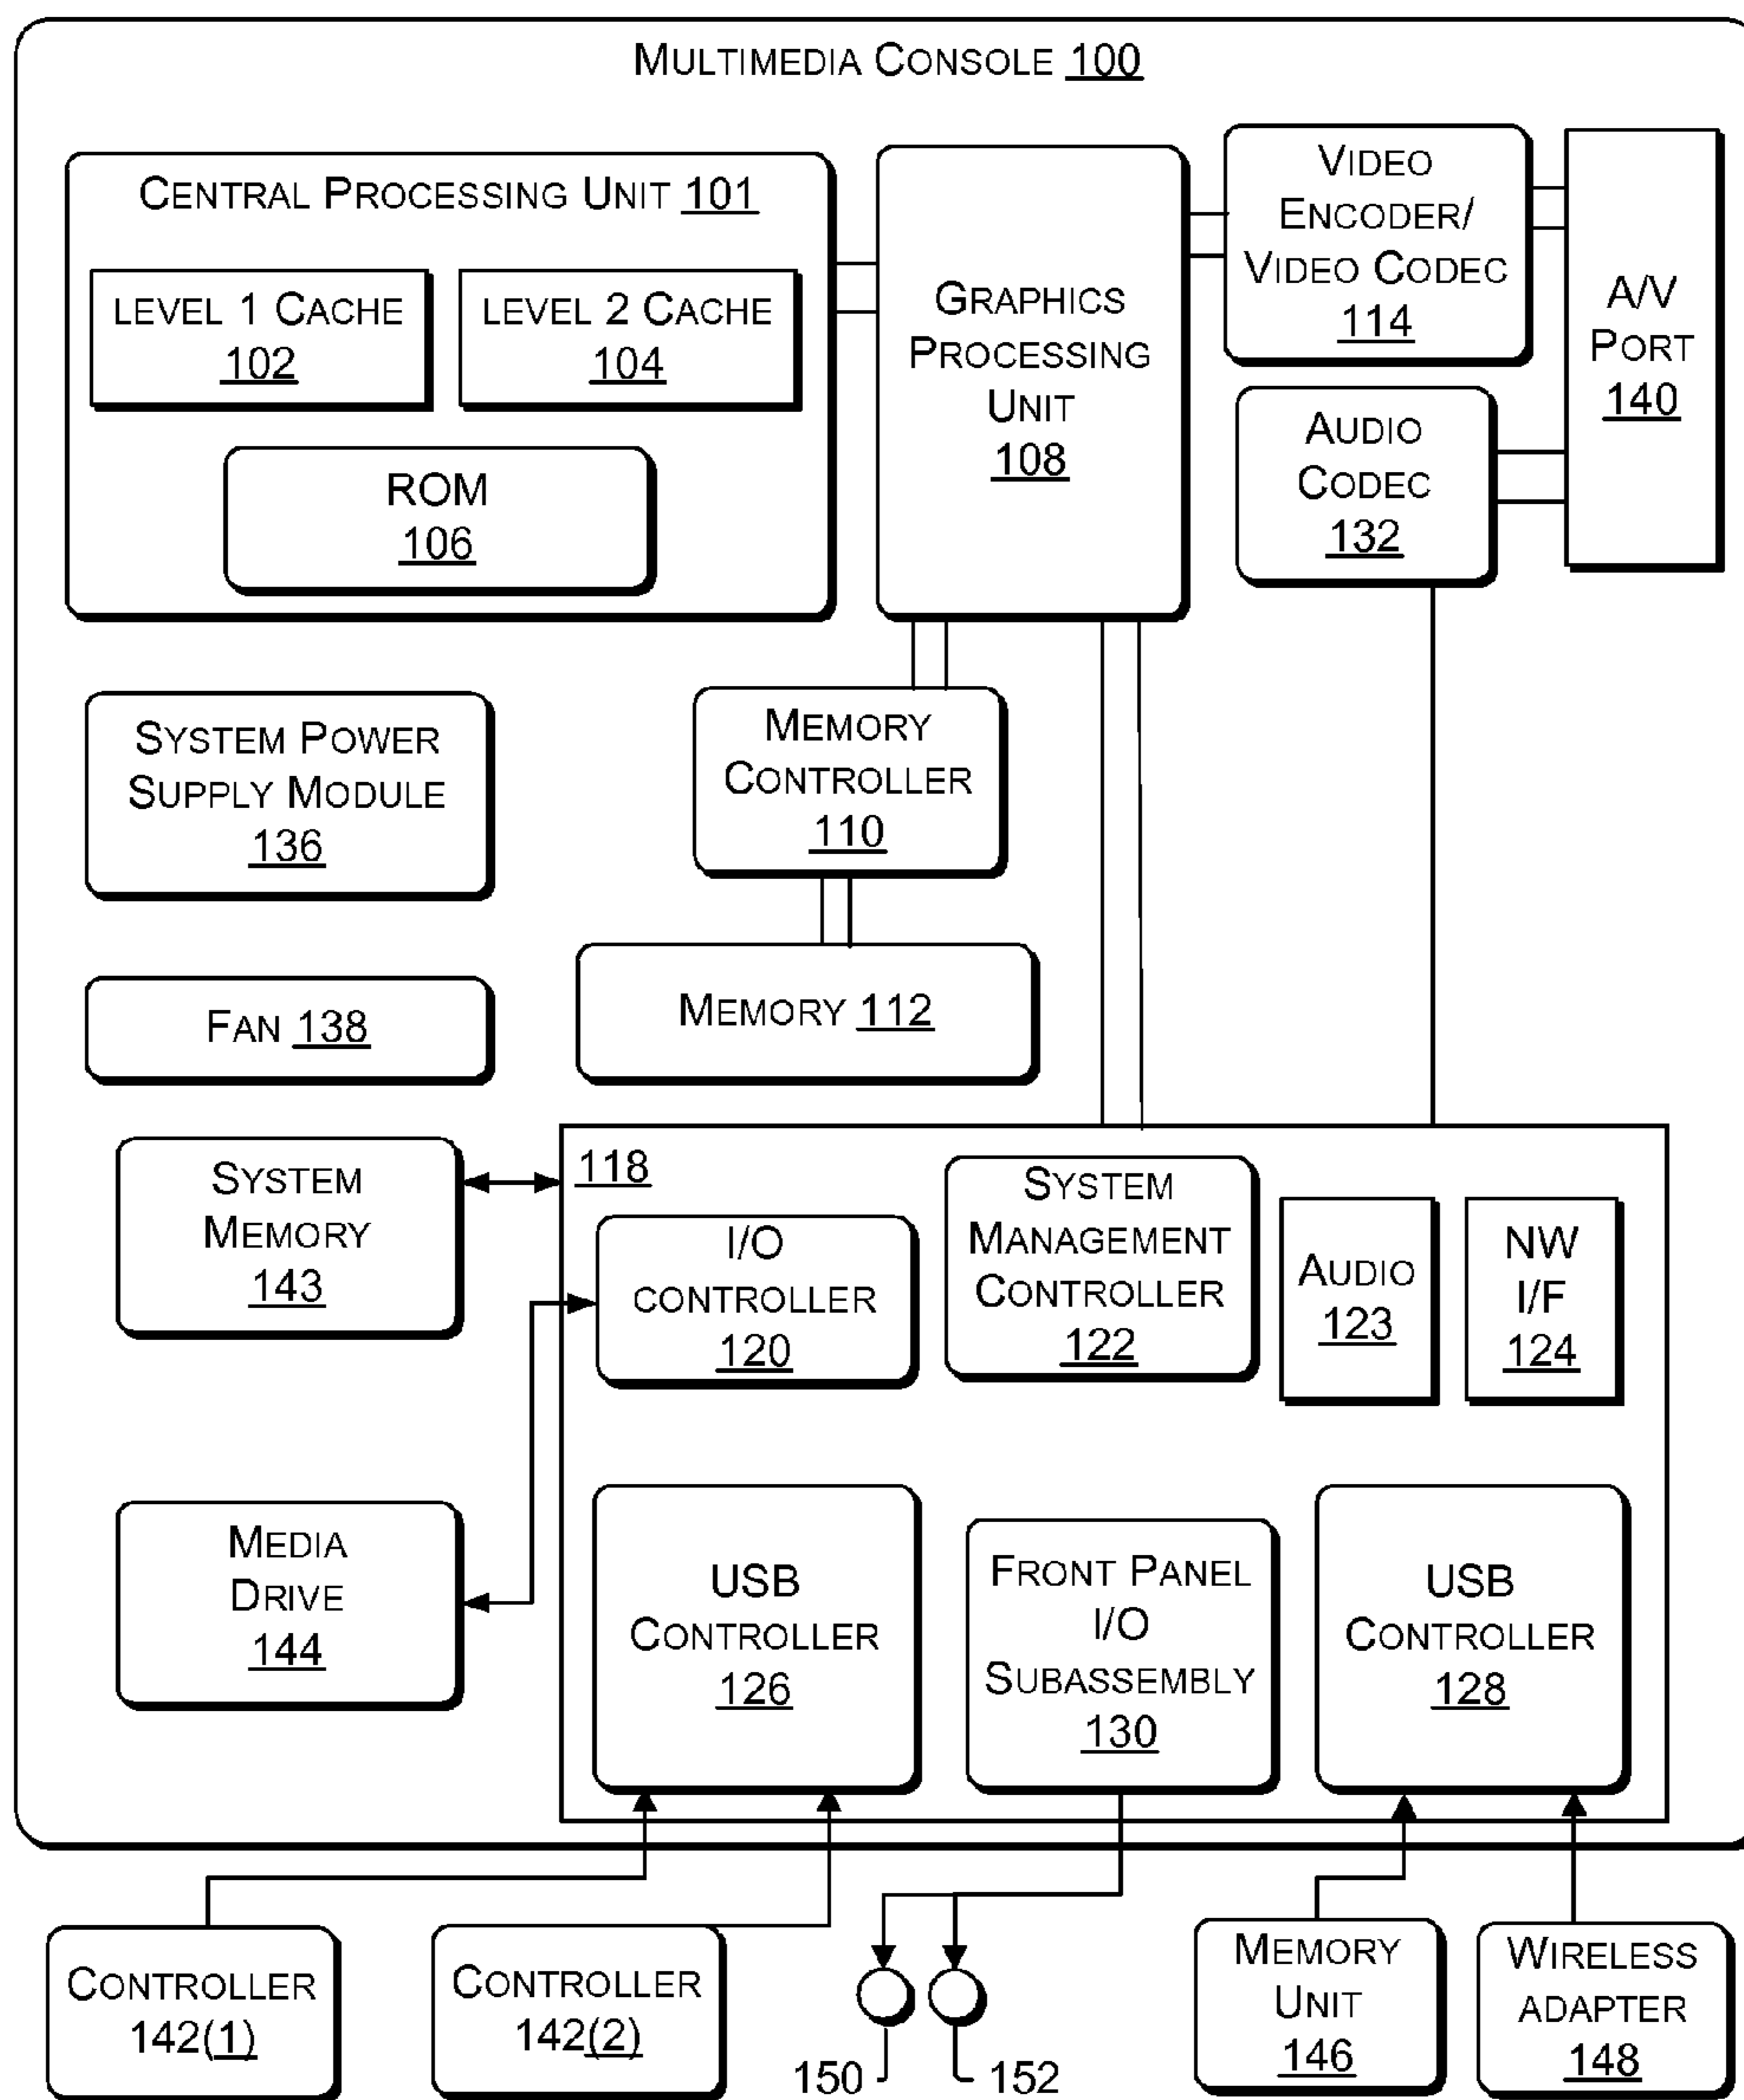 MULTIMEDIA CONSOLE 100
CENTRAL PROCESSING UNIT 101
LEVEL 1 CACHE
102
LEVEL 2 CACHE
104
ROM
106
GRAPHICS
PROCESSING
UNIT
108
VIDEO
ENCODER/
VIDEO CODEC
114
A/V
PORT
140
AUDIO
CODEC
132
SYSTEM POWER
SUPPLY MODULE
136
MEMORY
CONTROLLER
110
FAN 138
MEMORY 112
SYSTEM
MEMORY
143
118
I/O
CONTROLLER
120
SYSTEM
MANAGEMENT
CONTROLLER
122
AUDIO
123
NW
I/F
124
MEDIA
DRIVE
144
USB
CONTROLLER
126
FRONT PANEL
I/O
SUBASSEMBLY
130
USB
CONTROLLER
128
CONTROLLER
142(1)
CONTROLLER
142(2)
150
152
MEMORY
UNIT
146
WIRELESS
ADAPTER
148